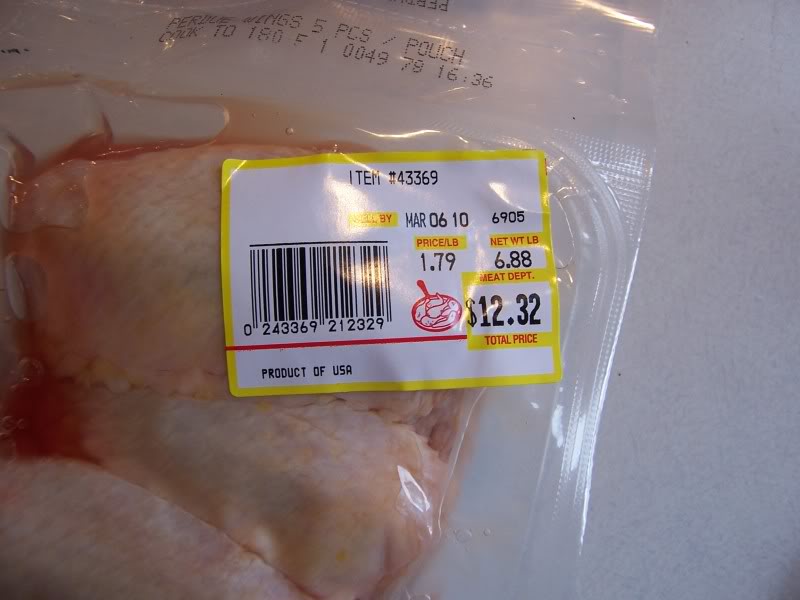 PERDUE WINGS 5 PCS / POUCH
COOK TO 180 F 1 0049 78 16:36
ITEM #43369
SELL BY MAR 06 10 6905
PRICE/LB NET WT LB
1.79 6.88
MEAT DEPT.
$12.32
TOTAL PRICE
0 243369 212329
PRODUCT OF USA